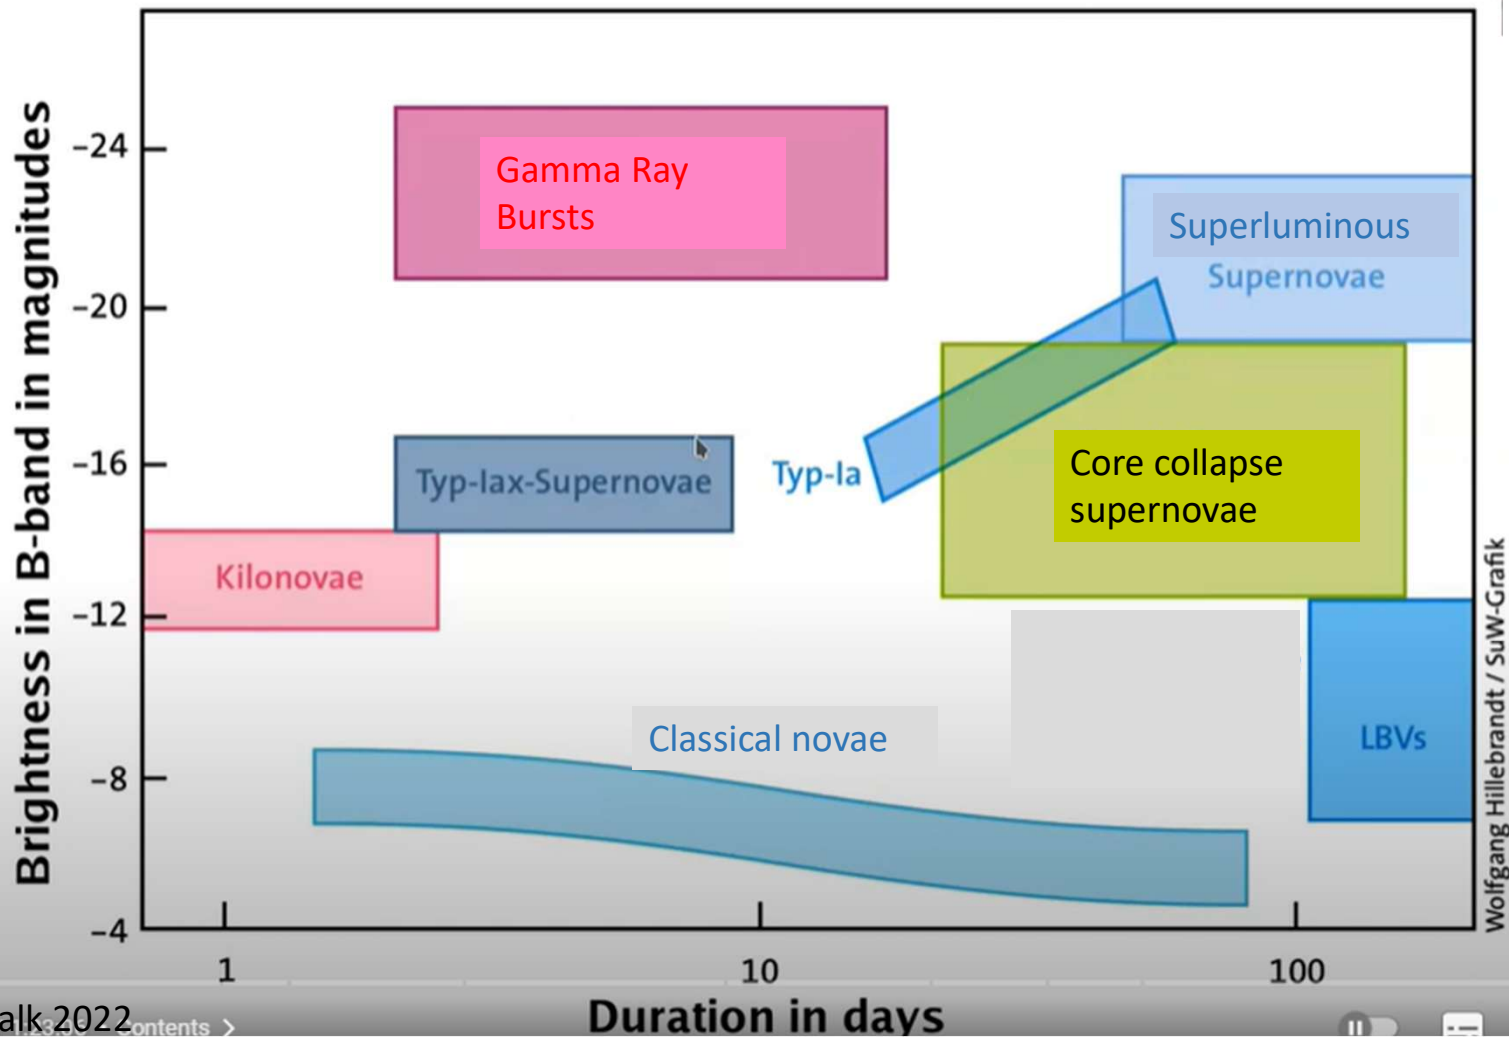 Brightness in B-band in magnitudes
-24
-20
-16
-12
-8
-4
Gamma Ray
Bursts
Superluminous
Supernovae
Typ-Iax-Supernovae
Typ-Ia
Core collapse
supernovae
Kilonovae
Classical novae
LBVs
1
10
100
Duration in days
Wolfgang Hillebrandt / SuW-Grafik
alk 2022
Contents